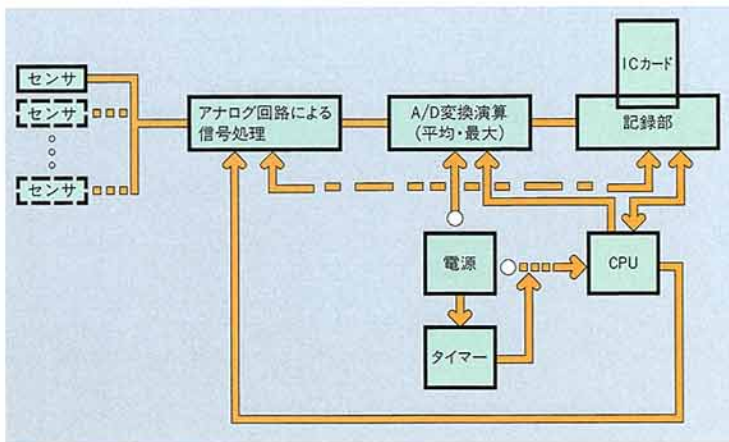 センサ
センサ
センサ
アナログ回路による
信号処理
A/D変換演算
(平均・最大)
ICカード
記録部
電源
CPU
タイマー